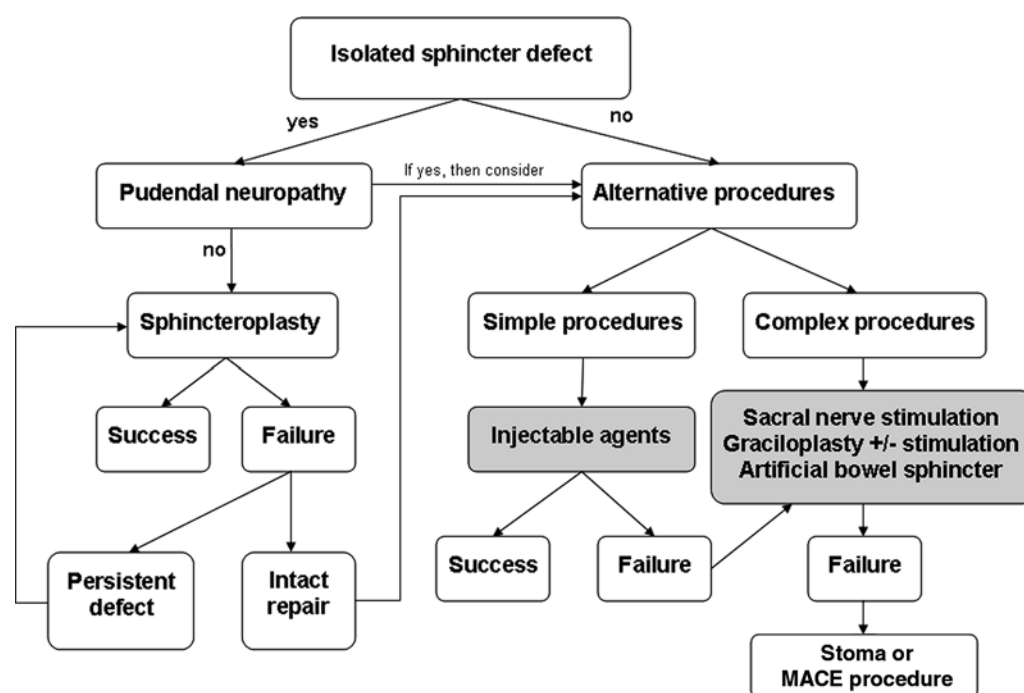 Isolated sphincter defect
yes
no
Pudendal neuropathy
If yes, then consider
Alternative procedures
no
Sphincteroplasty
Simple procedures
Complex procedures
Success
Failure
Injectable agents
Sacral nerve stimulation
Graciloplasty +/- stimulation
Artificial bowel sphincter
Persistent
defect
Intact
repair
Success
Failure
Failure
Stoma or
MACE procedure